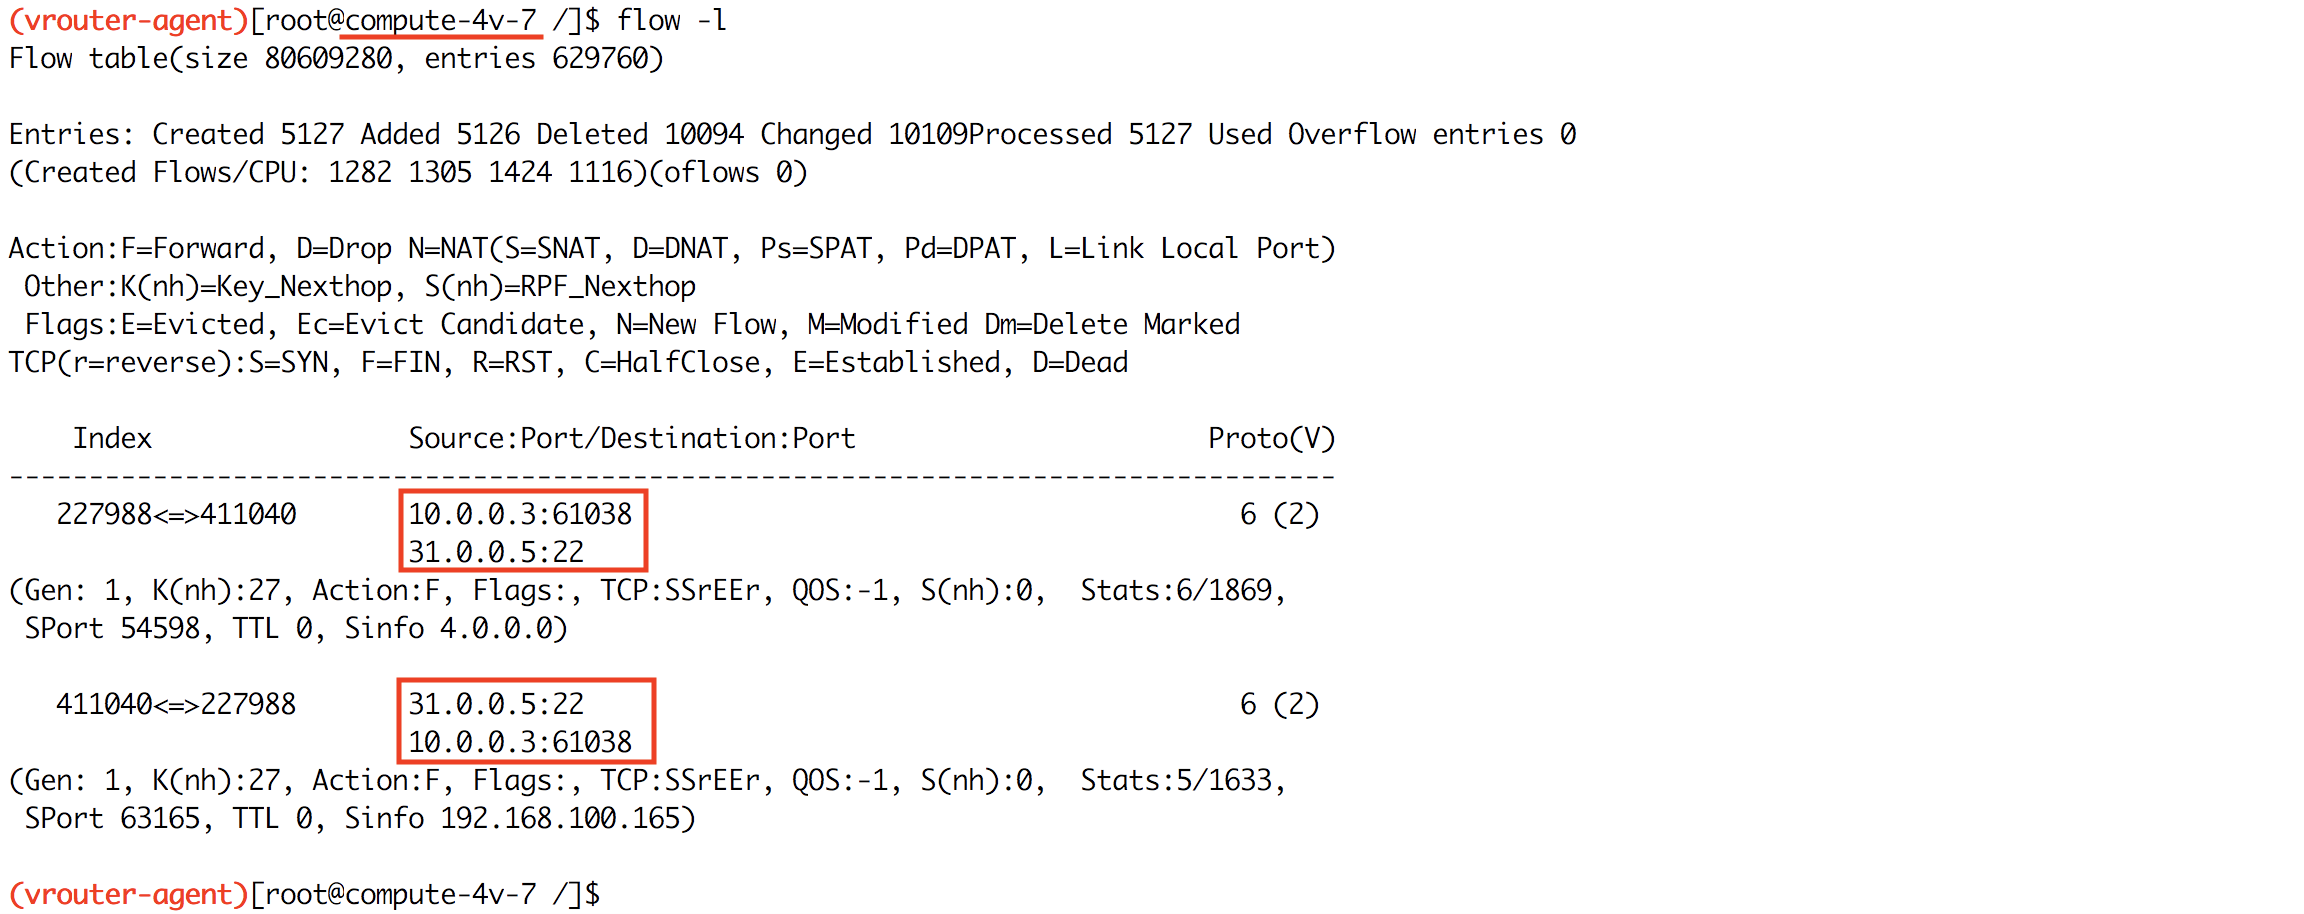 (vrouter-agent)[root@compute-4v-7 /]$ flow -l
Flow table(size 80609280, entries 629760)
Entries: Created 5127 Added 5126 Deleted 10094 Changed 10109Processed 5127 Used Overflow entries 0
(Created Flows/CPU: 1282 1305 1424 1116)(oflows 0)
Action:F=Forward, D=Drop N=NAT(S=SNAT, D=DNAT, Ps=SPAT, Pd=DPAT, L=Link Local Port)
Other:K(nh)=Key_Nexthop, S(nh)=RPF_Nexthop
Flags:E=Evicted, Ec=Evict Candidate, N=New Flow, M=Modified Dm=Delete Marked
TCP(r=reverse):S=SYN, F=FIN, R=RST, C=HalfClose, E=Established, D=Dead
Index Source:Port/Destination:Port Proto(V)
-----------------------------------------------------------------------------------
227988<=>411040 10.0.0.3:61038 6 (2)
31.0.0.5:22
(Gen: 1, K(nh):27, Action:F, Flags:, TCP:SSrEEr, QOS:-1, S(nh):0, Stats:6/1869,
SPort 54598, TTL 0, Sinfo 4.0.0.0)
411040<=>227988 31.0.0.5:22 6 (2)
10.0.0.3:61038
(Gen: 1, K(nh):27, Action:F, Flags:, TCP:SSrEEr, QOS:-1, S(nh):0, Stats:5/1633,
SPort 63165, TTL 0, Sinfo 192.168.100.165)
(vrouter-agent)[root@compute-4v-7 /]$